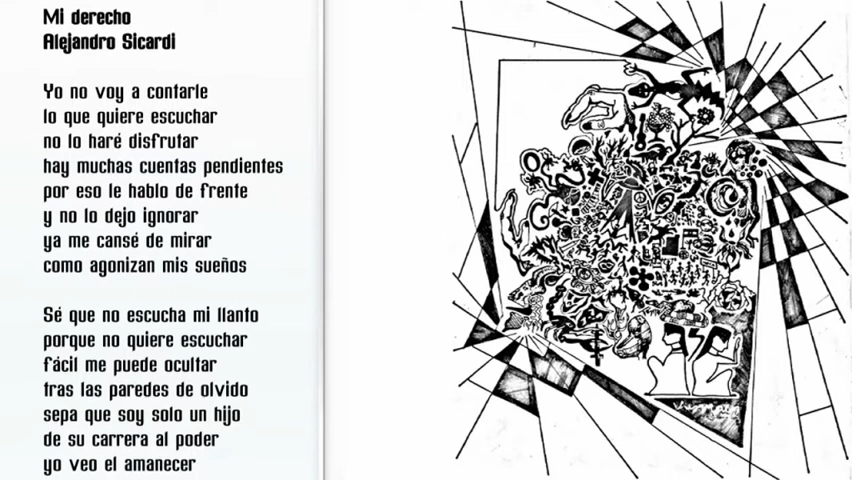 Mi derecho
Alejandro Sicardi
Yo no voy a contarle
lo que quiere escuchar
no lo haré disfrutar
hay muchas cuentas pendientes
por eso le hablo de frente
y no lo dejo ignorar
ya me cansé de mirar
como agonizan mis sueños
Sé que no escucha mi llanto
porque no quiere escuchar
fácil me puede ocultar
tras las paredes de olvido
sepa que soy solo un hijo
de su carrera al poder
yo veo el amanecer